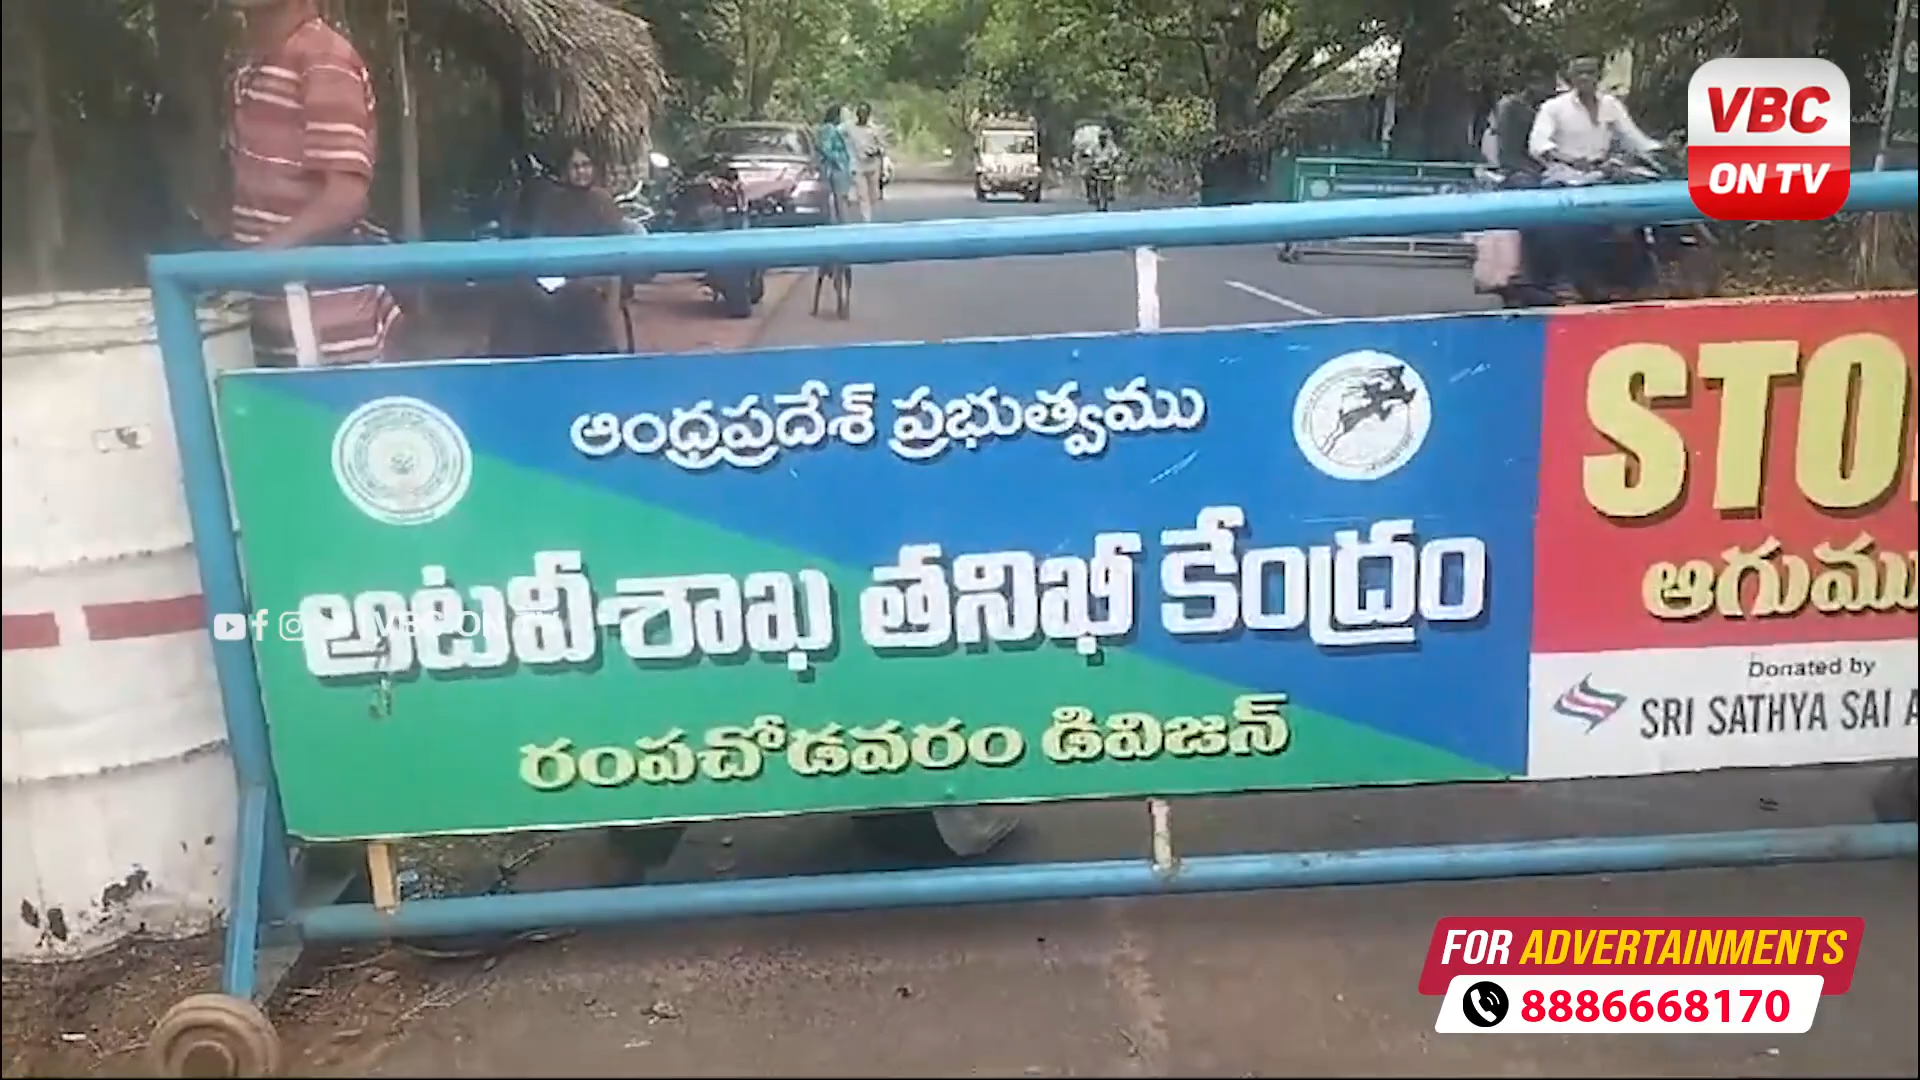 VBC
ON TV
ఆంధ్రప్రదేశ్ ప్రభుత్వము
అటవీశాఖ తనిఖీ కేంద్రం
రంపచోడవరం డివిజన్
ఆగుము
Donated by
SRI SATHYA SAI
FOR ADVERTAINMENTS
8886668170